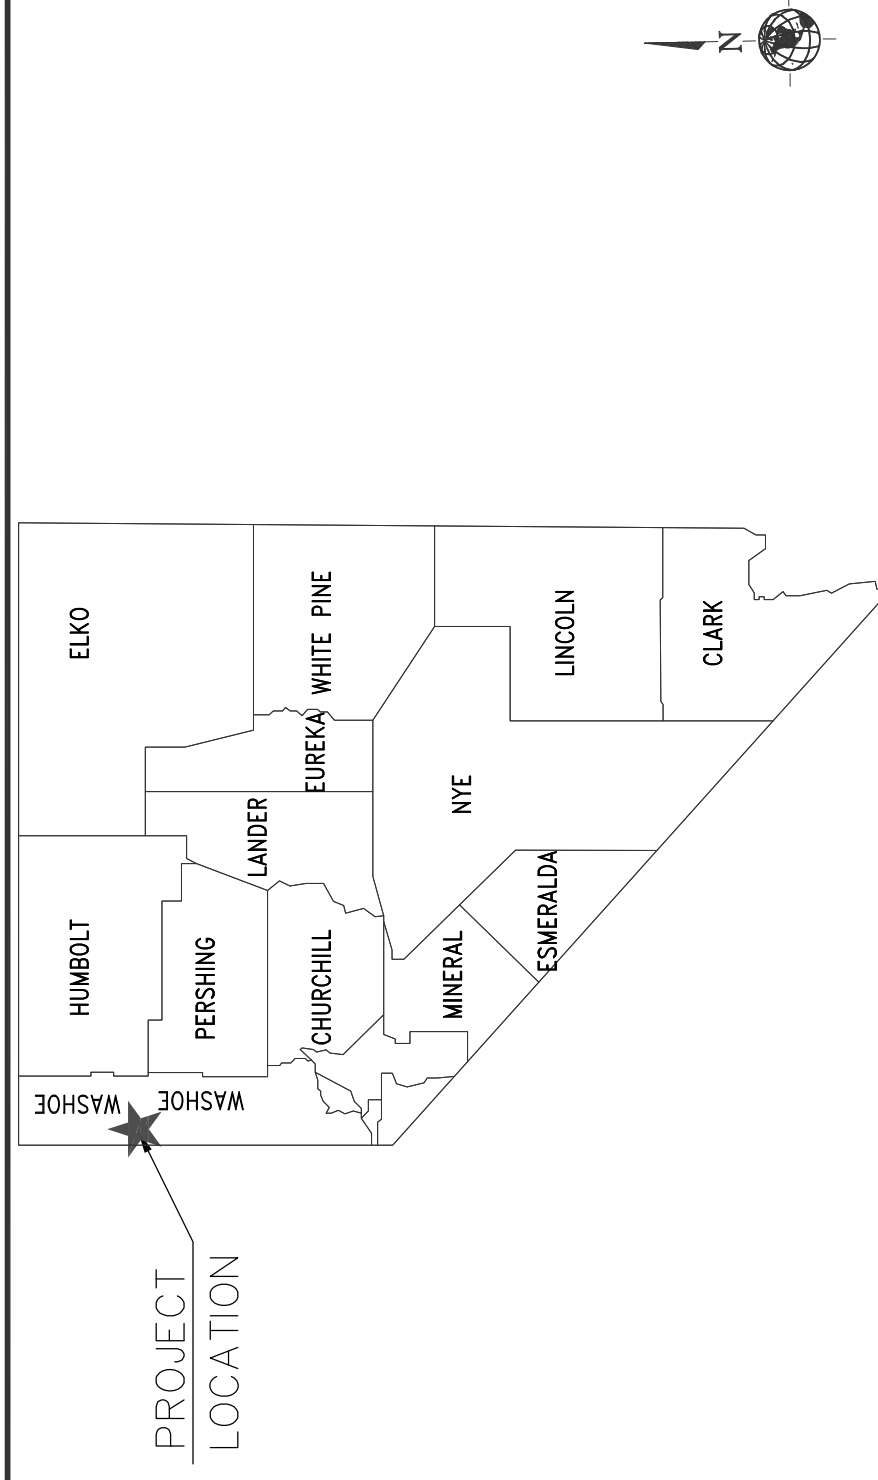 N
ELKO
WHITE PINE
EUREKA
LINCOLN
CLARK
NYE
LANDER
HUMBOLT
PERSHING
CHURCHILL
MINERAL
ESMERALDA
WASHOE
WASHOE
PROJECT
LOCATION